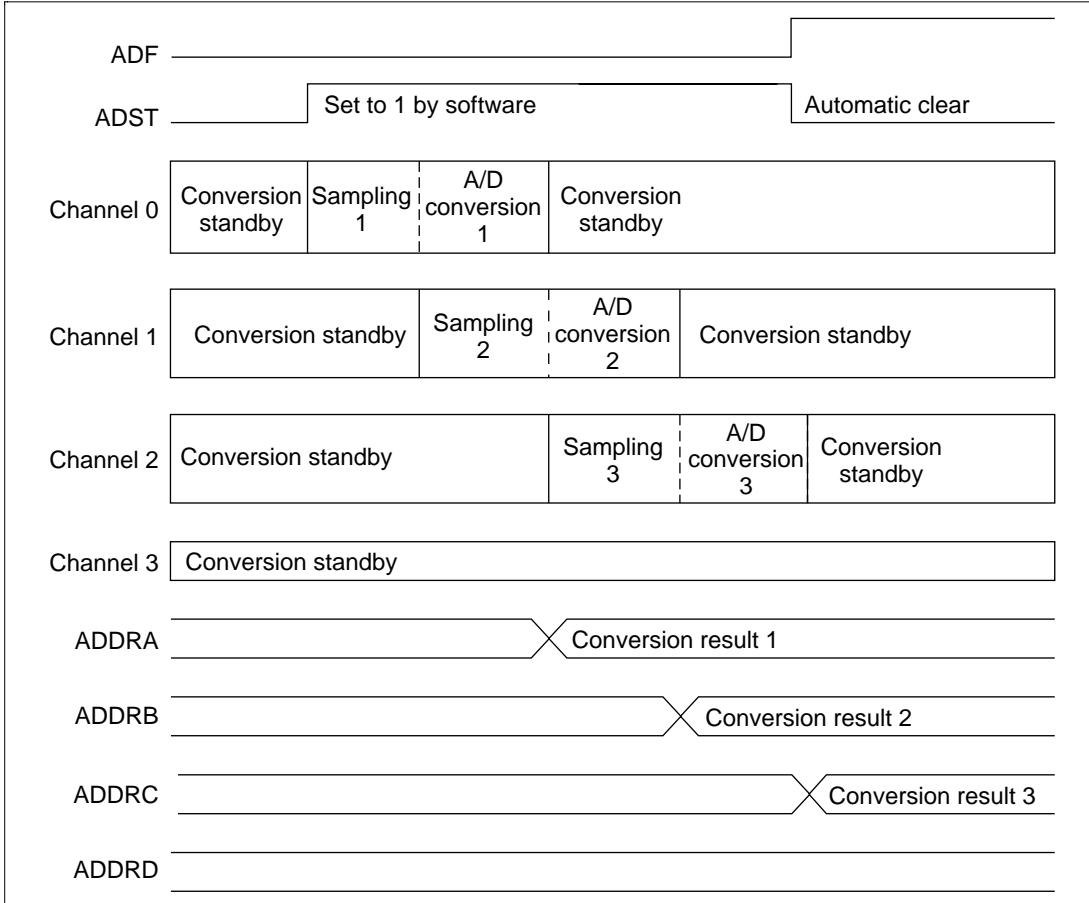 ADF
ADST
Set to 1 by software
Automatic clear
Channel 0
Conversion
standby
Sampling
1
A/D
conversion
1
Conversion
standby
Channel 1
Conversion standby
Sampling
2
A/D
conversion
2
Conversion standby
Channel 2
Conversion standby
Sampling
3
A/D
conversion
3
Conversion
standby
Channel 3
Conversion standby
ADDRA
Conversion result 1
ADDRB
Conversion result 2
ADDRC
Conversion result 3
ADDRD